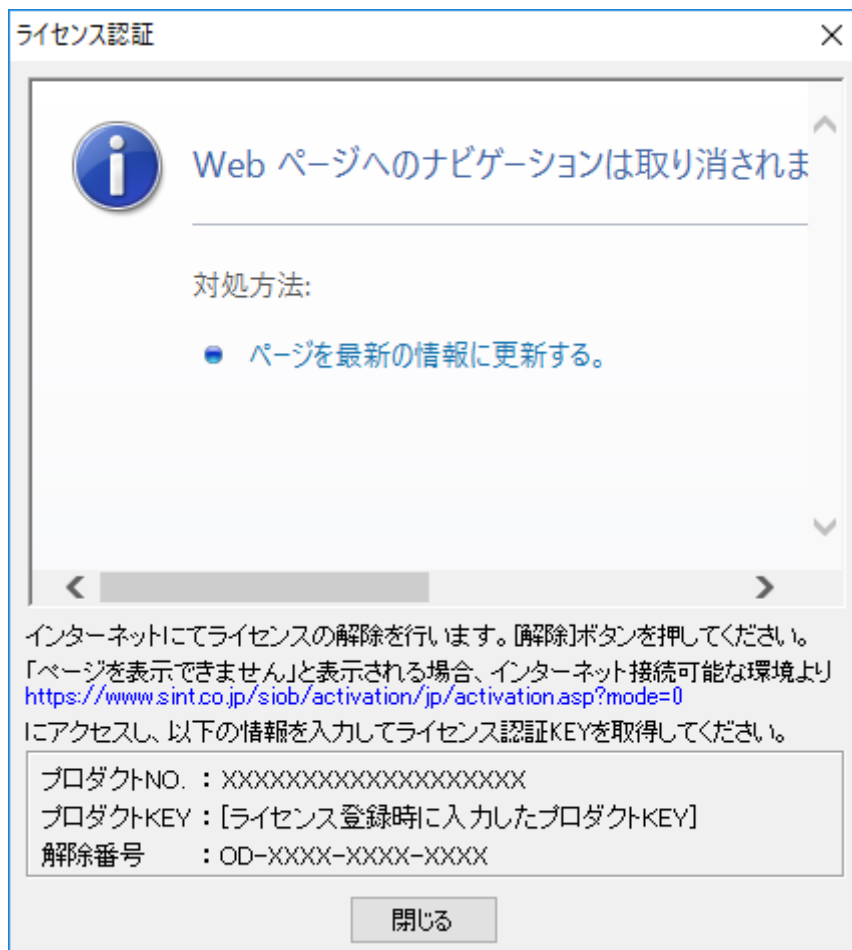 ライセンス認証
Web ページへのナビゲーションは取り消されま
対処方法:
ページを最新の情報に更新する。
インターネットにてライセンスの解除を行います。[解除]ボタンを押してください。
「ページを表示できません」と表示される場合、インターネット接続可能な環境より
https://www.sint.co.jp/siob/activation/jp/activation.asp?mode=0
にアクセスし、以下の情報を入力してライセンス認証KEYを取得してください。
プロダクトNO. : XXXXXXXXXXXXXXXXXXX
プロダクトKEY : [ライセンス登録時に入力したプロダクトKEY]
解除番号 : OD-XXXX-XXXX-XXXX
閉じる